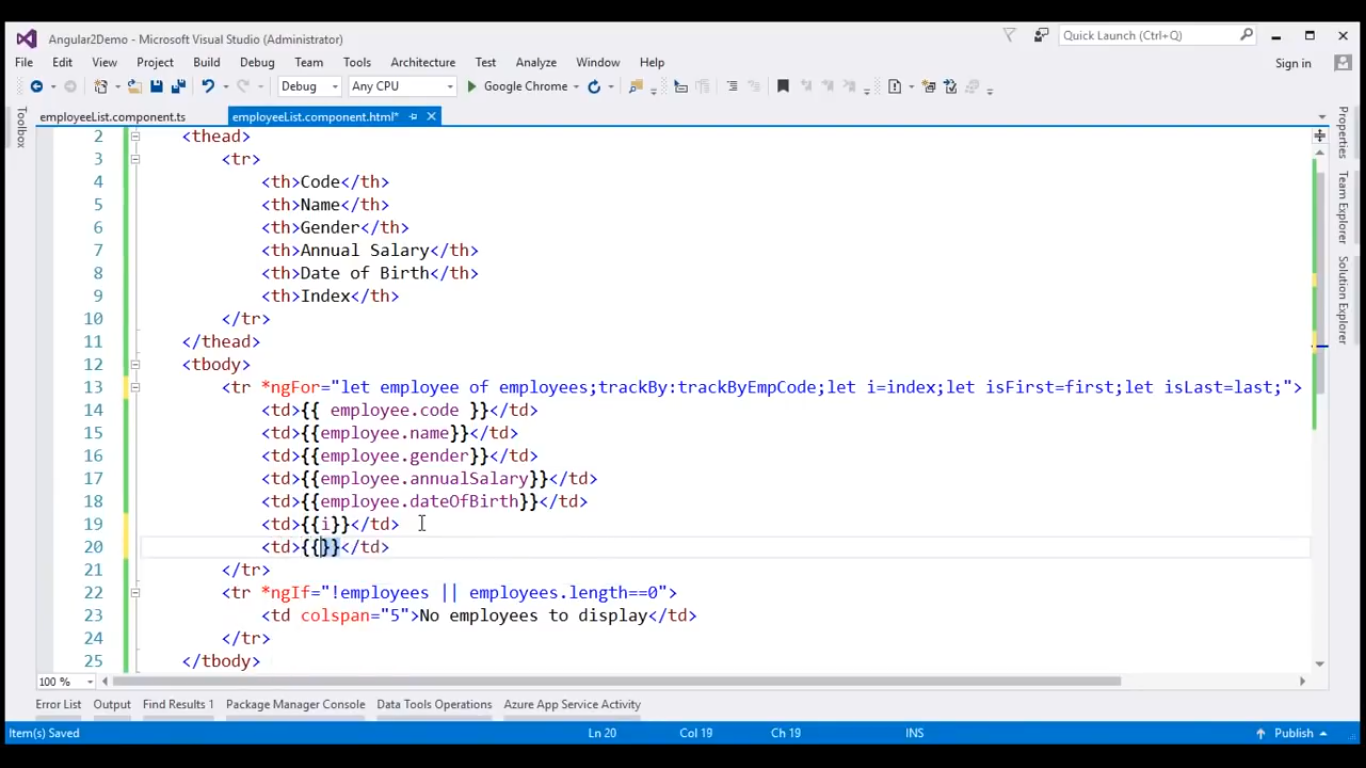 Angular2Demo - Microsoft Visual Studio (Administrator)
Quick Launch (Ctrl+Q)
File Edit View Project Build Debug Team Tools Architecture Test Analyze Window Help
Sign in
Debug Any CPU Google Chrome
Toolbox
employeeList.component.ts employeeList.component.html*
2 <thead>
3 <tr>
4 <th>Code</th>
5 <th>Name</th>
6 <th>Gender</th>
7 <th>Annual Salary</th>
8 <th>Date of Birth</th>
9 <th>Index</th>
10 </tr>
11 </thead>
12 <tbody>
13 <tr *ngFor="let employee of employees;trackBy:trackByEmpCode;let i=index;let isFirst=first;let isLast=last;">
14 <td>{{ employee.code }}</td>
15 <td>{{employee.name}}</td>
16 <td>{{employee.gender}}</td>
17 <td>{{employee.annualSalary}}</td>
18 <td>{{employee.dateOfBirth}}</td>
19 <td>{{i}}</td>
20 <td>{{}}</td>
21 </tr>
22 <tr *ngIf="!employees || employees.length==0">
23 <td colspan="5">No employees to display</td>
24 </tr>
25 </tbody>
Properties
Team Explorer
Solution Explorer
100 %
Error List Output Find Results 1 Package Manager Console Data Tools Operations Azure App Service Activity
Item(s) Saved Ln 20 Col 19 Ch 19 INS Publish